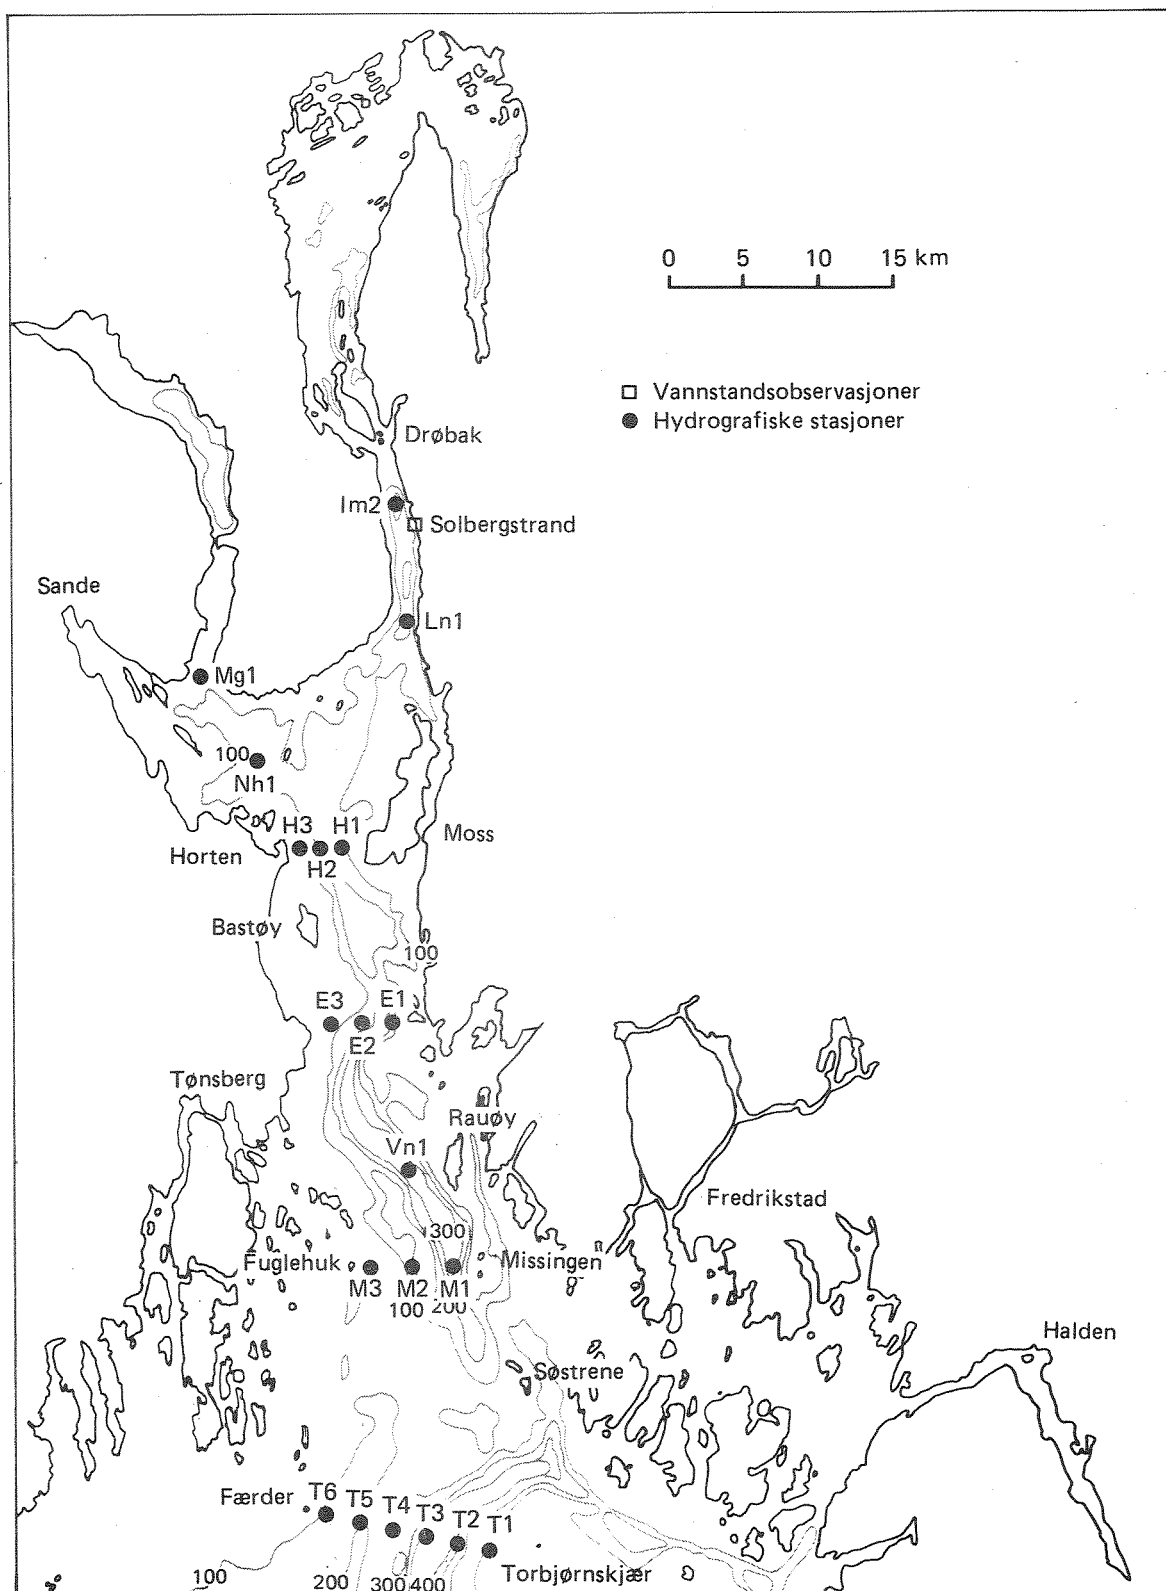 0 5 10 15 km
Vannstandsobservasjoner
Hydrografiske stasjoner
Drøbak
Im2
Solbergstrand
Sande
Ln1
Mg1
100
Nh1
H3 H1
Moss
Horten
H2
Bastøy
100
E3 E1
E2
Tønsberg
Rauøy
Vn1
Fredrikstad
300
Fuglehuk
Missingen
M3 M2 M1
100 200
Halden
Søstrene
Færder
T6 T5 T4 T3 T2 T1
Torbjørnskjær
100 200 300 400